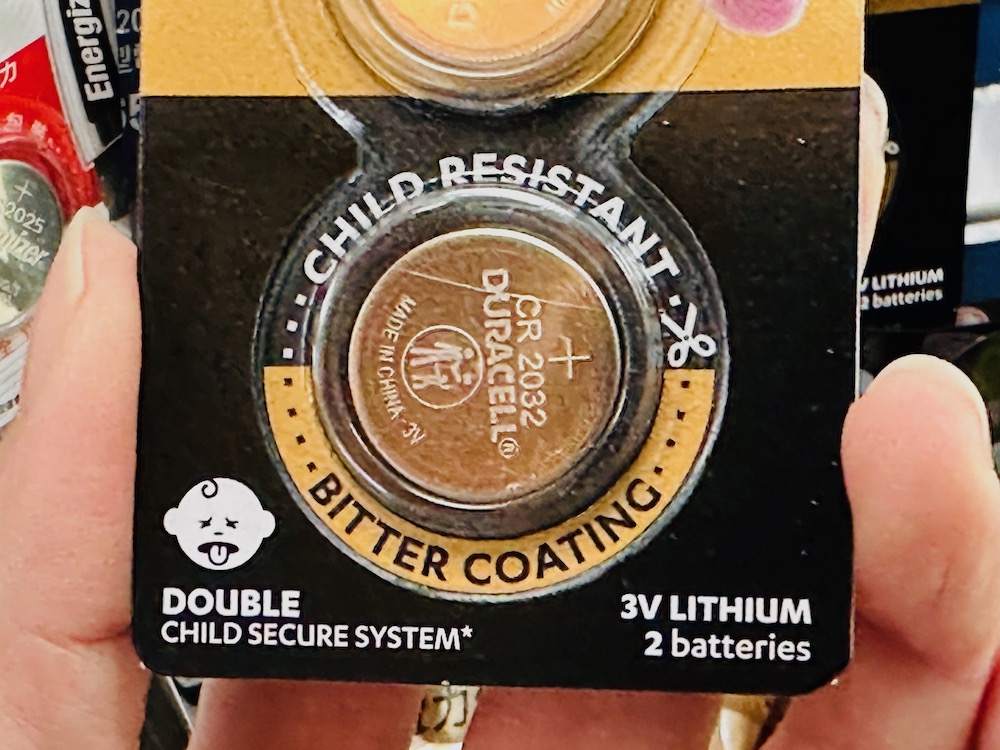 Energiz
CHILD RESISTANT
+
CR 2032
DURACELL®
MADE IN CHINA · 3V
BITTER COATING
DOUBLE
CHILD SECURE SYSTEM*
3V LITHIUM
2 batteries
+
2025
LITHIUM
2 batteries
力